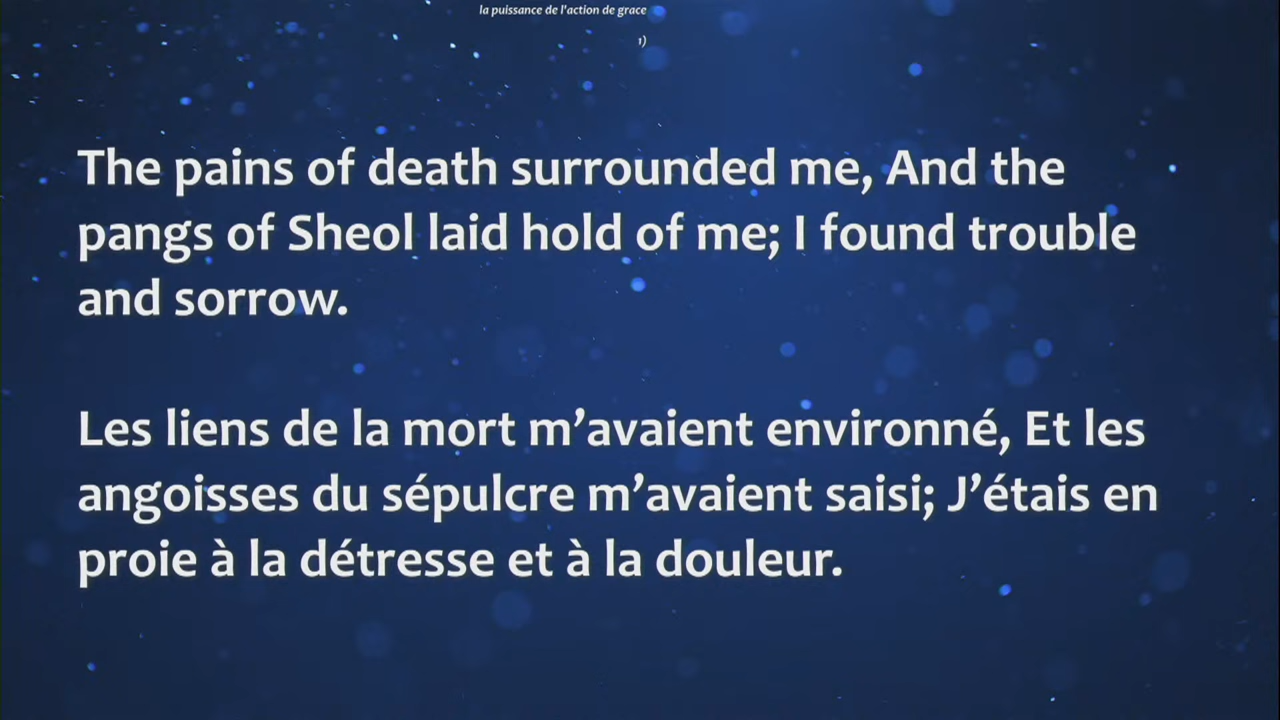 la puissance de l'action de grace
1)
The pains of death surrounded me, And the
pangs of Sheol laid hold of me; I found trouble
and sorrow.
Les liens de la mort m’avaient environné, Et les
angoisses du sépulcre m’avaient saisi; J’étais en
proie à la détresse et à la douleur.